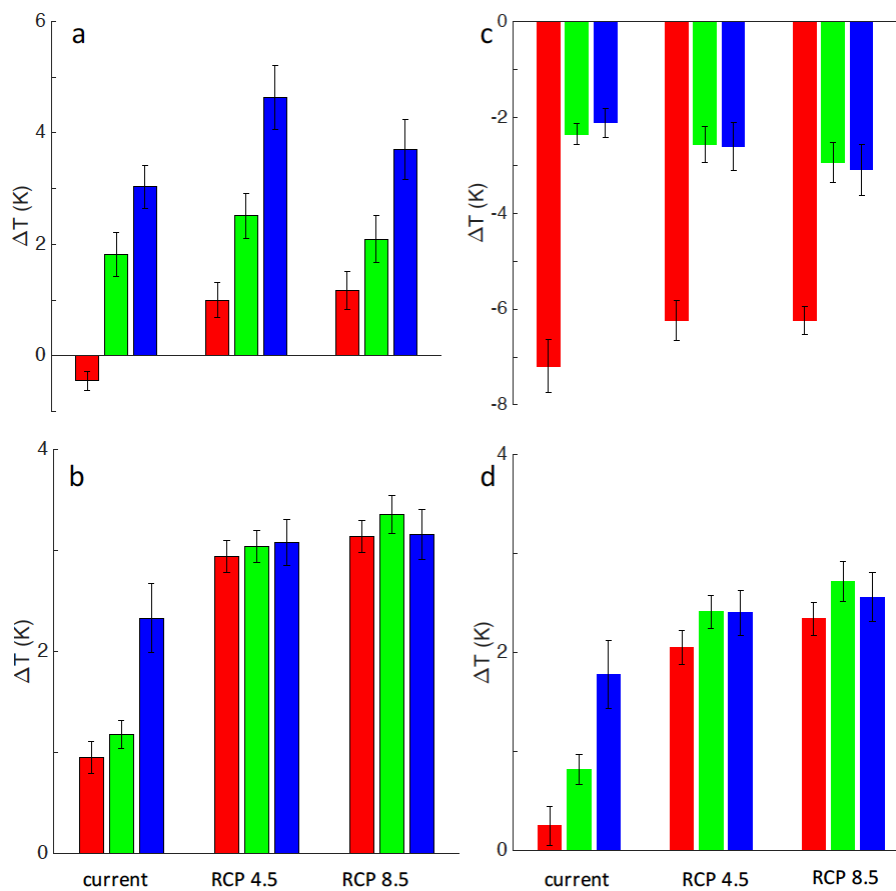 a
6
4
2
0
ΔT (K)
c
0
-2
-4
-6
-8
ΔT (K)
b
4
2
0
ΔT (K)
current
RCP 4.5
RCP 8.5
d
4
2
0
ΔT (K)
current
RCP 4.5
RCP 8.5